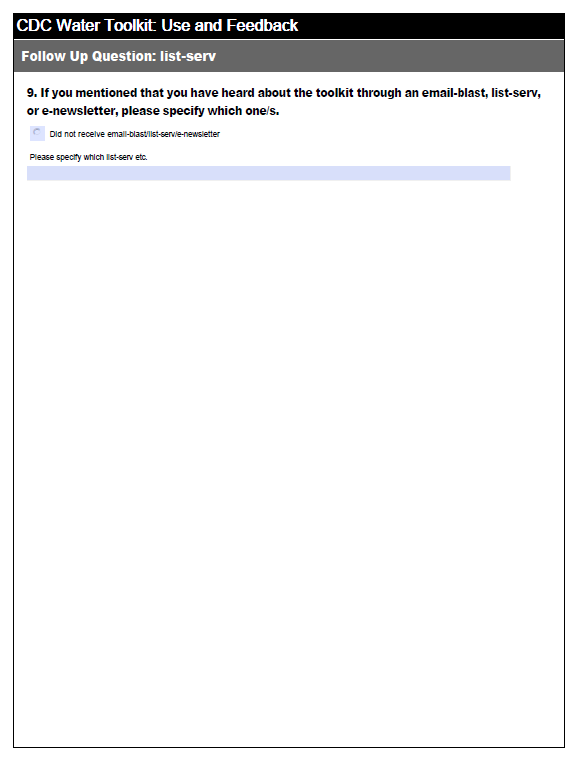 CDC Water Toolkit: Use and Feedback
Follow Up Question: list-serv
9. If you mentioned that you have heard about the toolkit through an email-blast, list-serv,
or e-newsletter, please specify which one/s.
Did not receive email-blast/list-serv/e-newsletter
Please specify which list-serv etc.